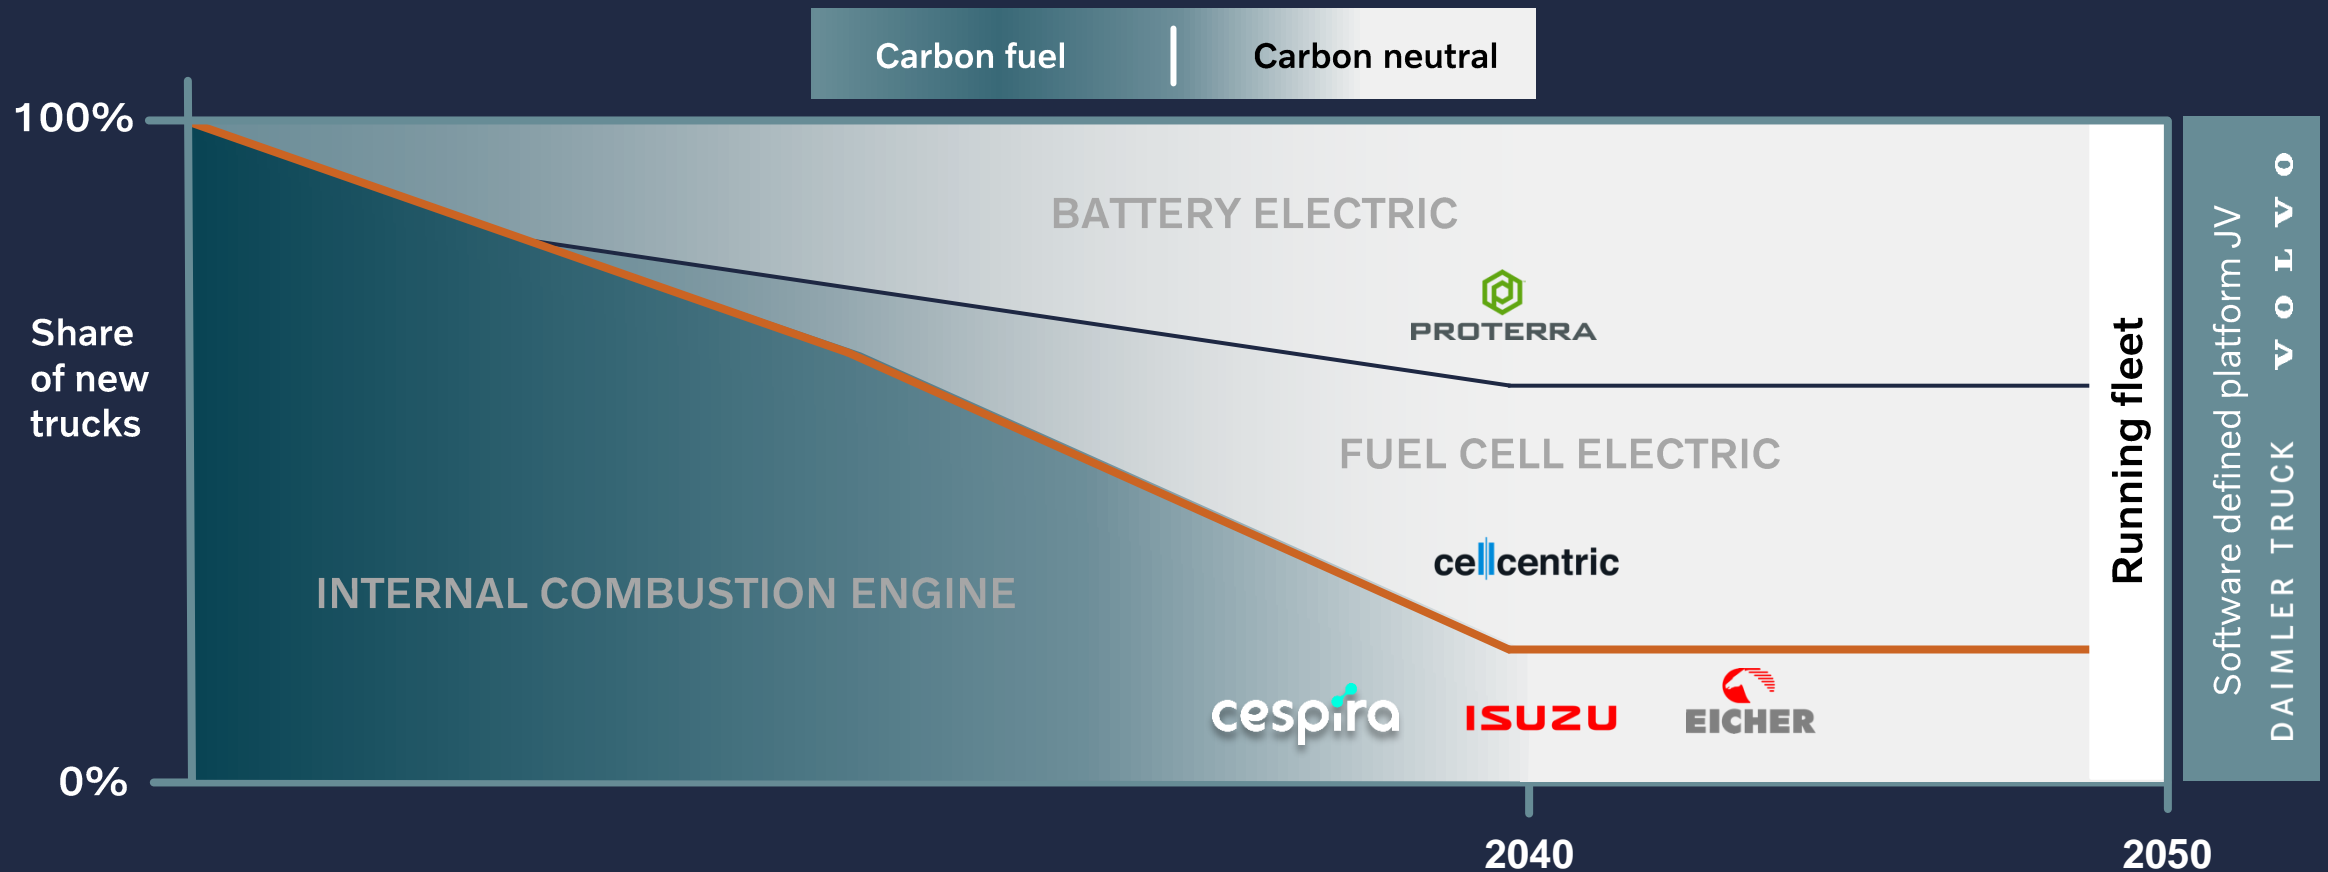 Carbon fuel
Carbon neutral
100%
BATTERY ELECTRIC
PROTERRA
Share
of new
trucks
FUEL CELL ELECTRIC
cellcentric
INTERNAL COMBUSTION ENGINE
cespira
ISUZU
EICHER
0%
2040
2050
Running fleet
Software defined platform JV
DAIMLER TRUCK VOLVO